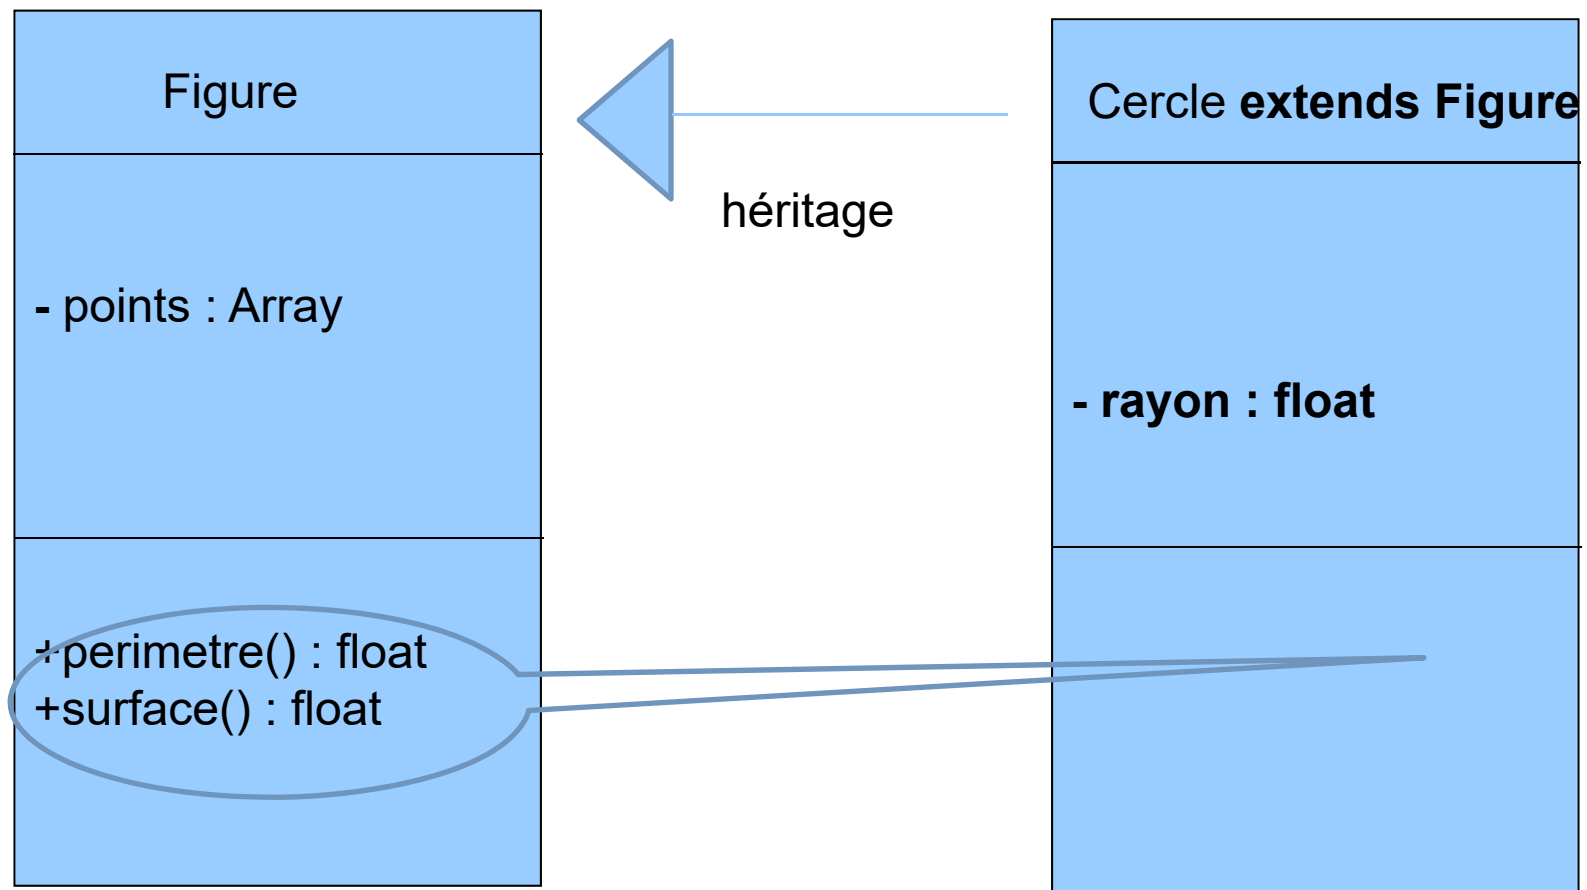 Figure
- points : Array
+perimetre() : float
+surface() : float
héritage
Cercle extends Figure
- rayon : float